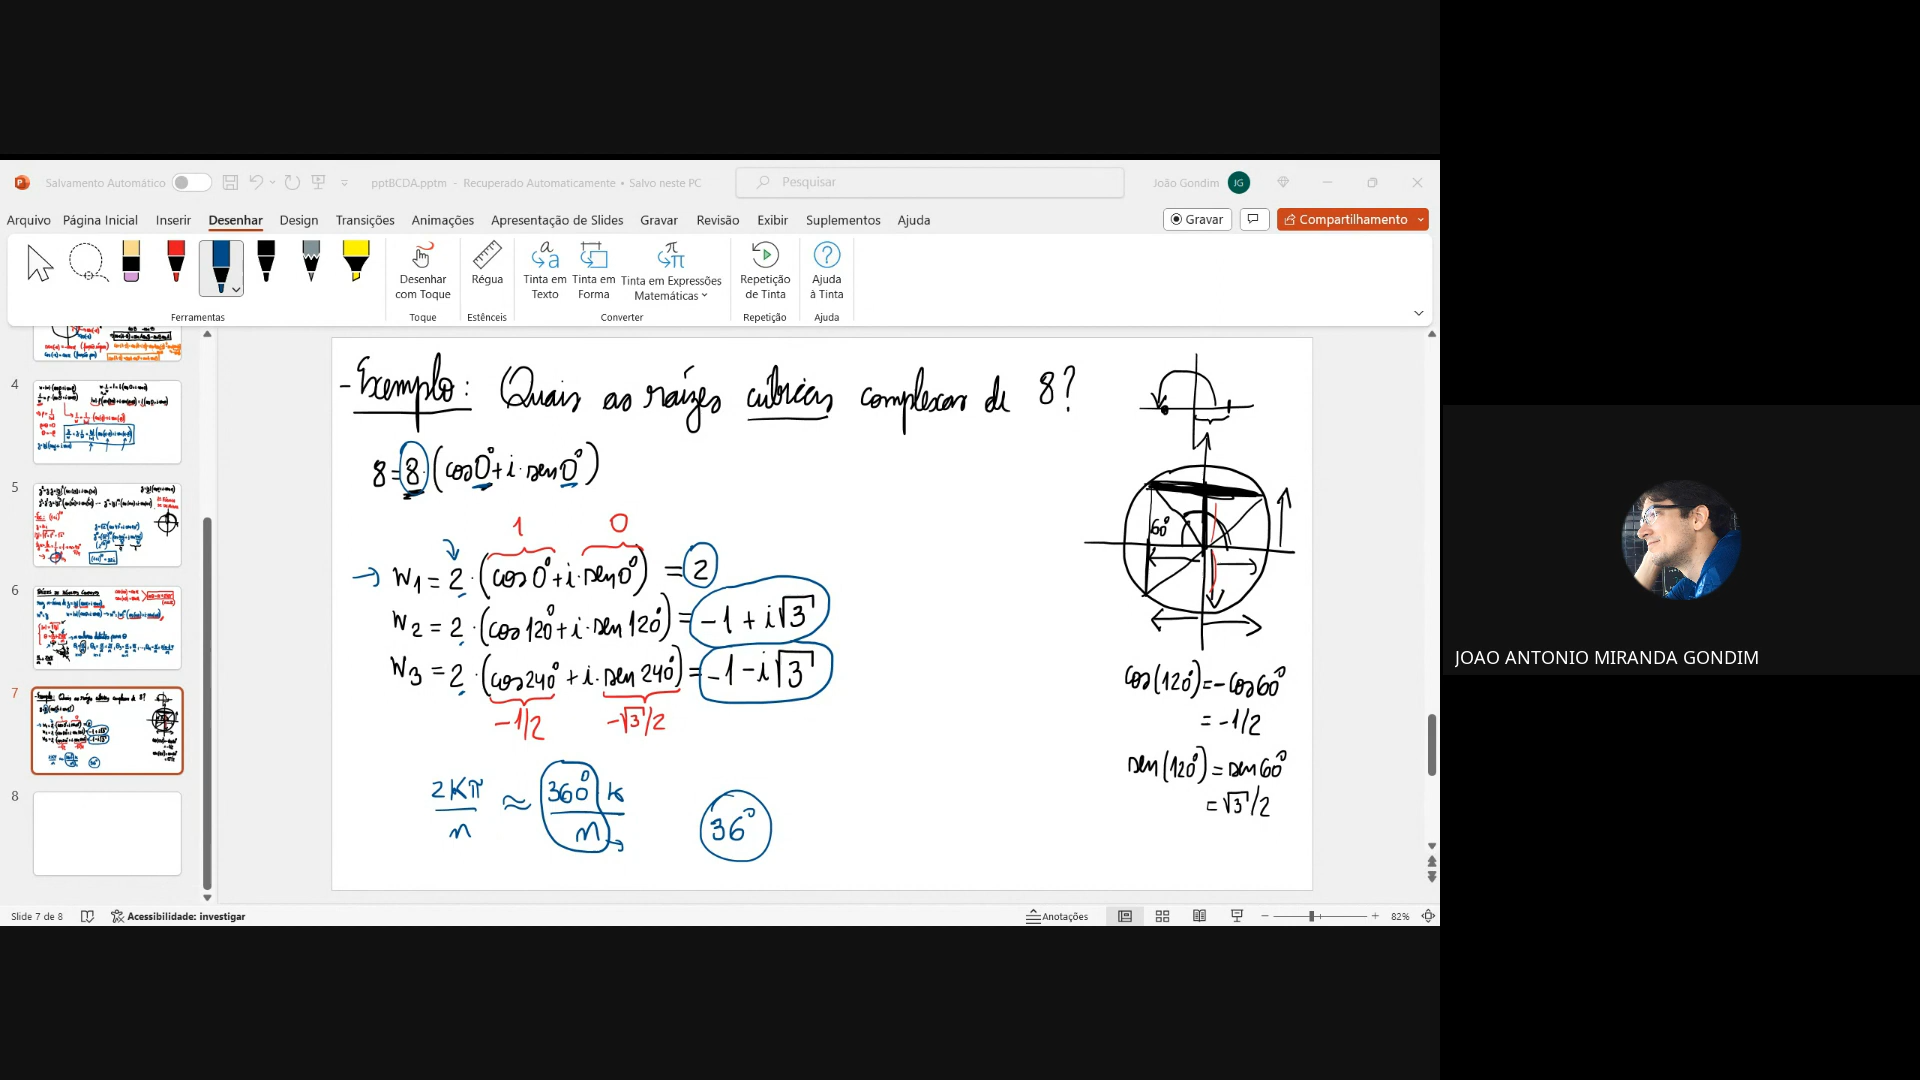 Salvamento Automático
pptBCDA.pptm - Recuperado Automaticamente • Salvo neste PC
Pesquisar
João Gondim
JG
Arquivo Página Inicial Inserir Desenhar Design Transições Animações Apresentação de Slides Gravar Revisão Exibir Suplementos Ajuda
Gravar
Compartilhamento
Desenhar com Toque
Régua
Tinta em Texto
Tinta em Forma
Tinta em Expressões Matemáticas
Repetição de Tinta
Ajuda à Tinta
Ferramentas Toque Estênceis Converter Repetição Ajuda
4
5
6
7
8
- Exemplo: Quais as raízes cúbicas complexas de 8?
8 = 8 · (cos 0° + i · sen 0°)
1 0
→ W1 = 2 · (cos 0° + i · sen 0°) = 2
W2 = 2 · (cos 120° + i · sen 120°) = -1 + i√3
W3 = 2 · (cos 240° + i · sen 240°) = -1 - i√3
-1/2 -√3/2
2Kπ/n ≈ 360° k/n
36°
60°
cos(120°) = -cos 60°
= -1/2
sen(120°) = sen 60°
= √3/2
JOAO ANTONIO MIRANDA GONDIM
Slide 7 de 8
Acessibilidade: investigar
Anotações
82%